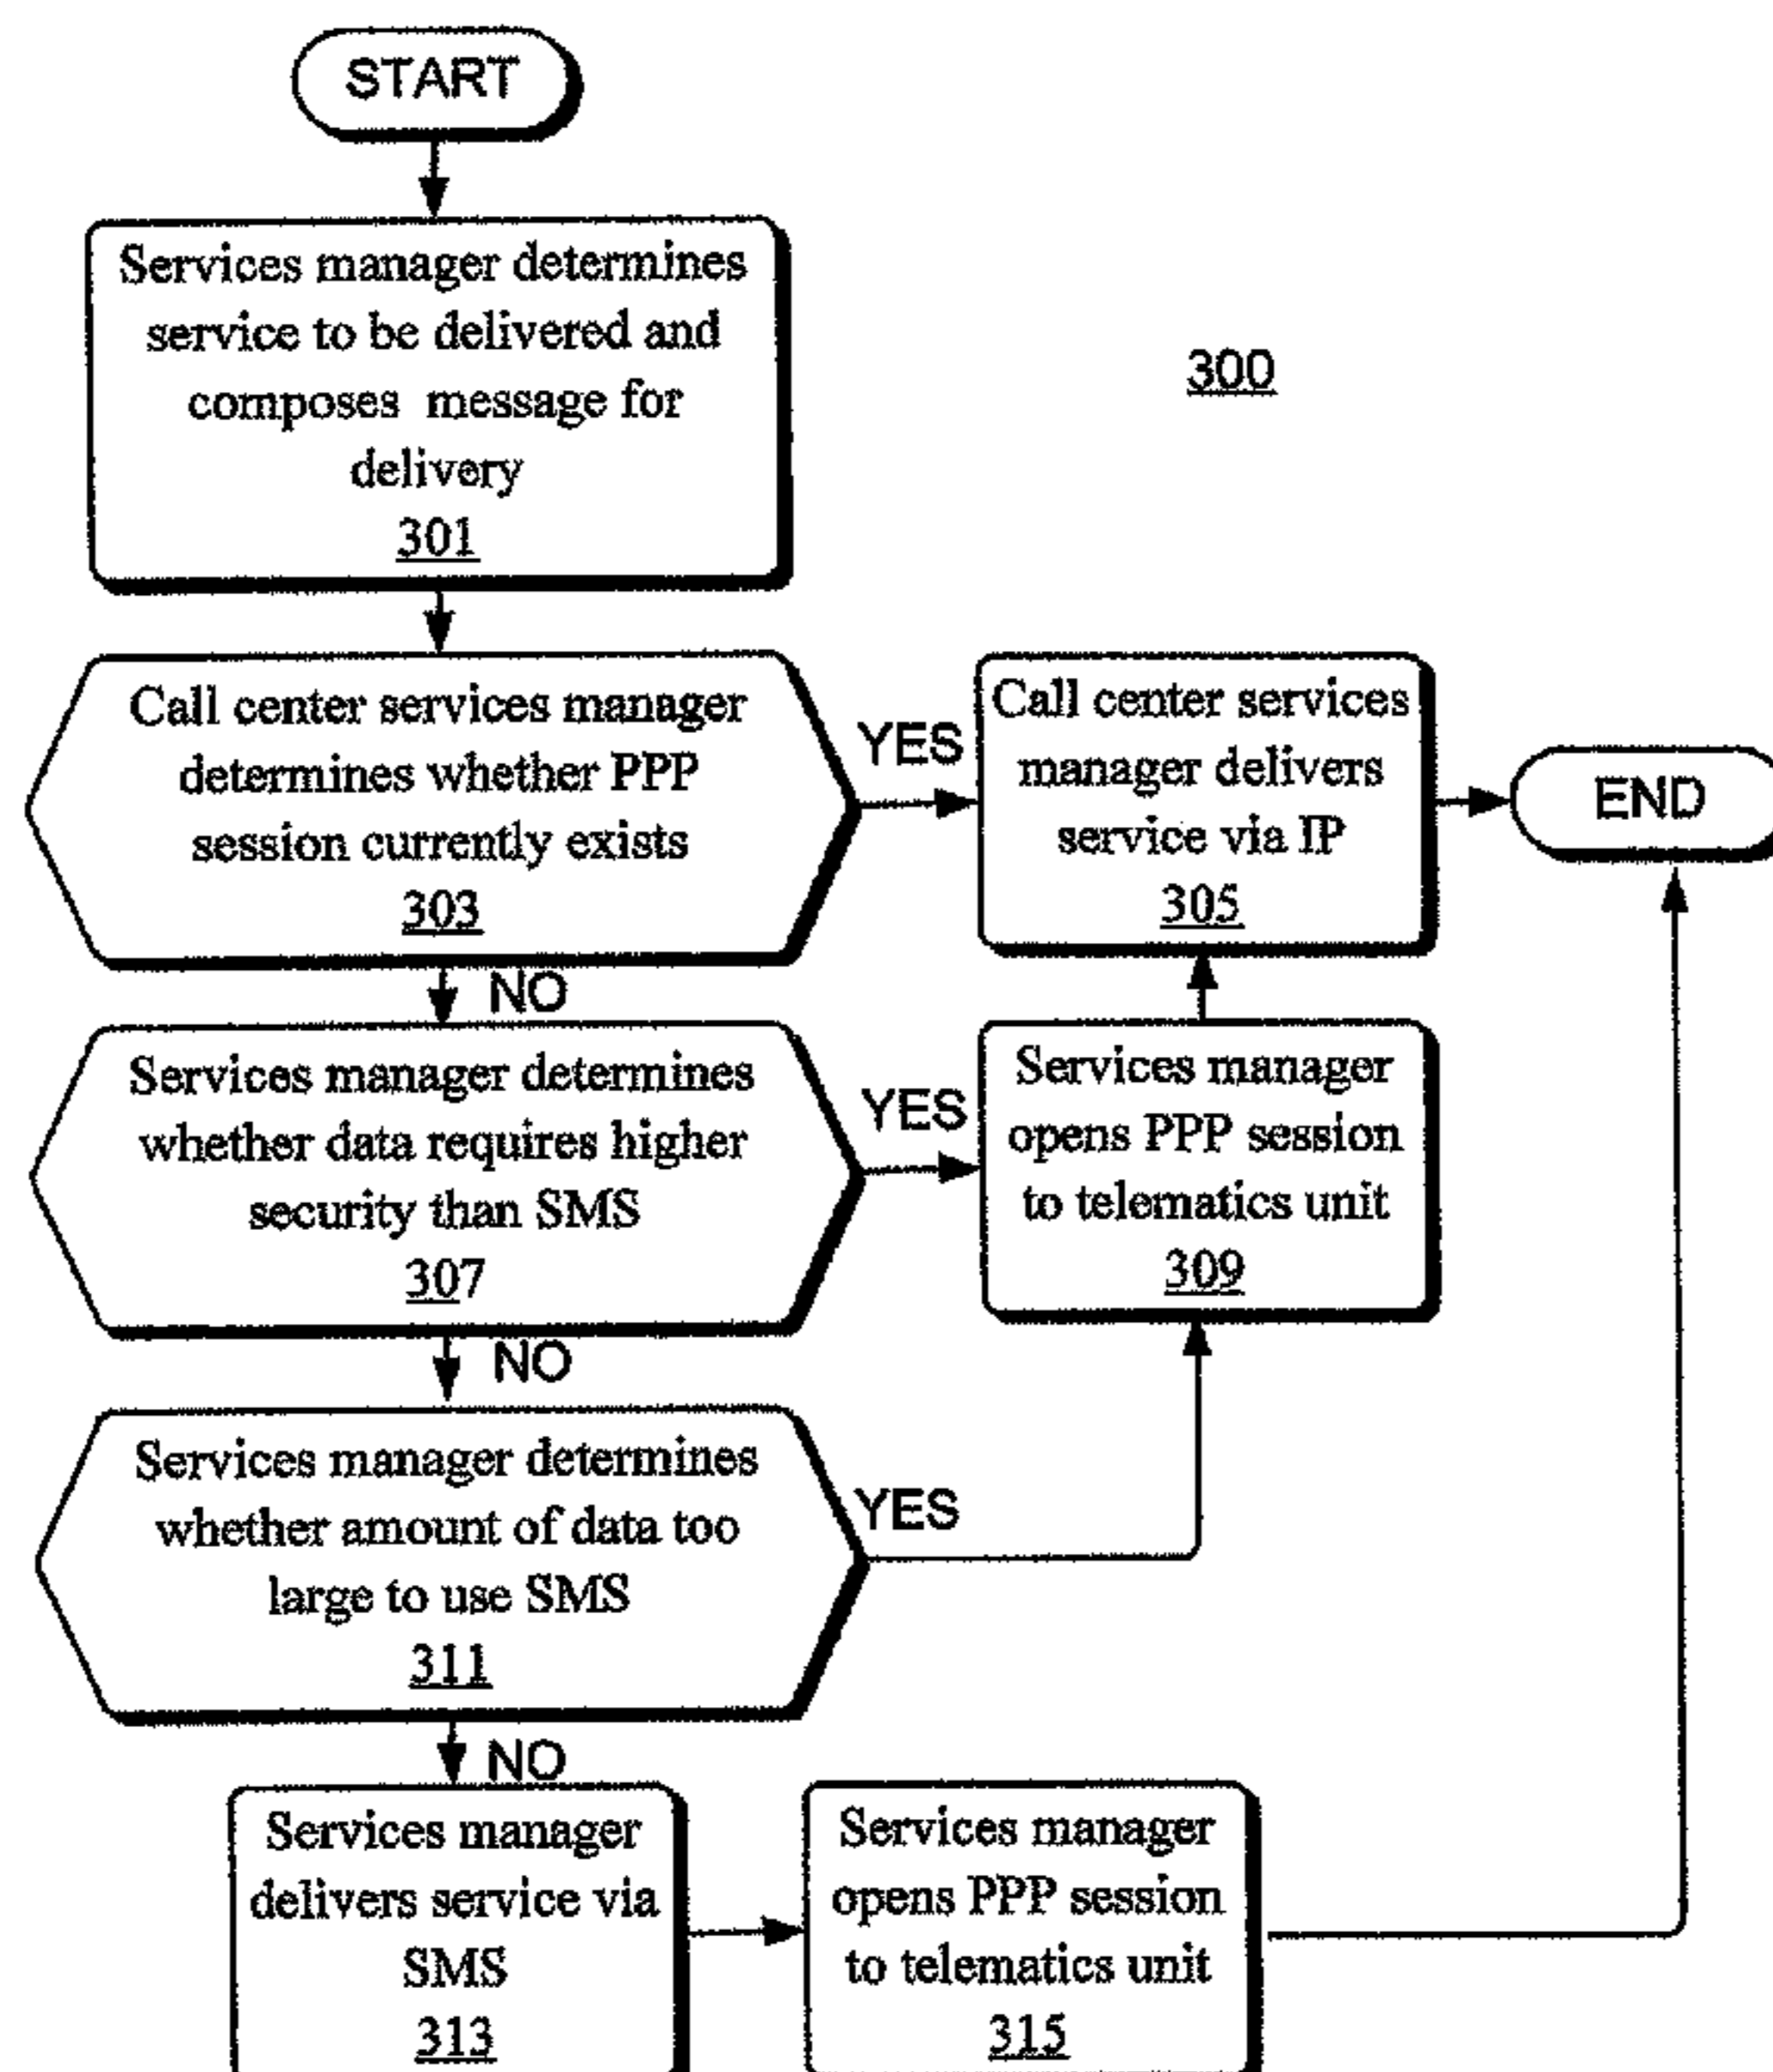 START
Services manager determines
service to be delivered and
composes message for
delivery
301
300
Call center services manager
determines whether PPP
session currently exists
303
YES
Call center services
manager delivers
service via IP
305
END
NO
Services manager determines
whether data requires higher
security than SMS
307
YES
Services manager
opens PPP session
to telematics unit
309
NO
Services manager determines
whether amount of data too
large to use SMS
311
YES
NO
Services manager
delivers service via
SMS
313
Services manager
opens PPP session
to telematics unit
315